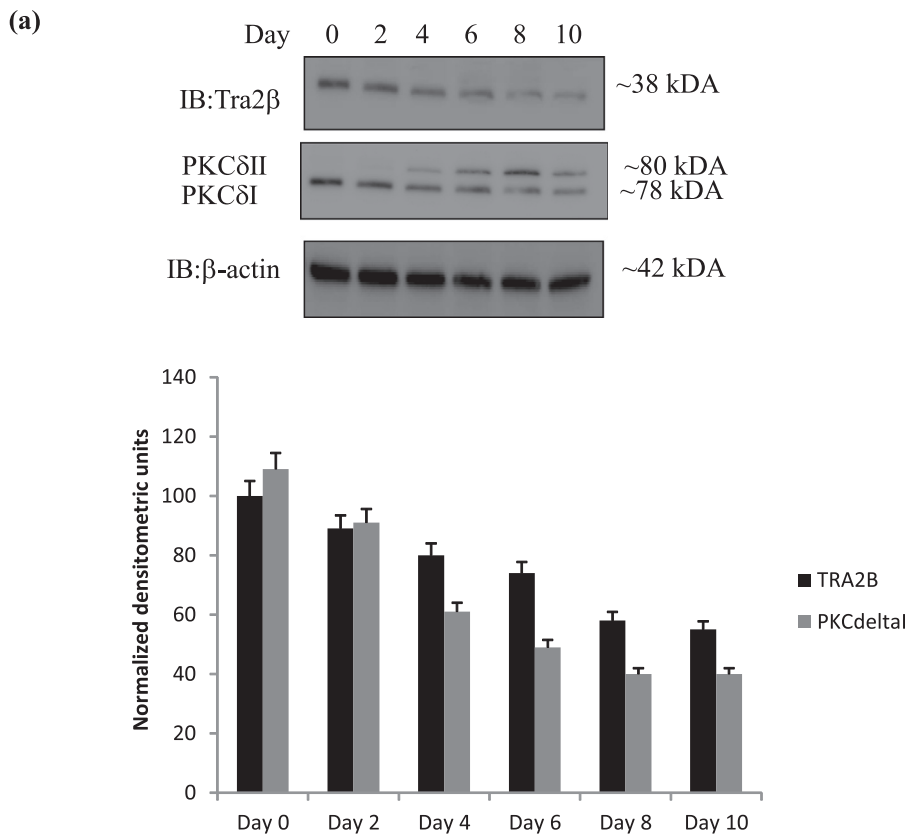 (a)
Day 0 2 4 6 8 10
IB:Tra2β ~38 kDA
PKCδII ~80 kDA
PKCδI ~78 kDA
IB:β-actin ~42 kDA
140
120
100
80
60
40
20
0
Normalized densitometric units
Day 0 Day 2 Day 4 Day 6 Day 8 Day 10
TRA2B
PKCdeltaI